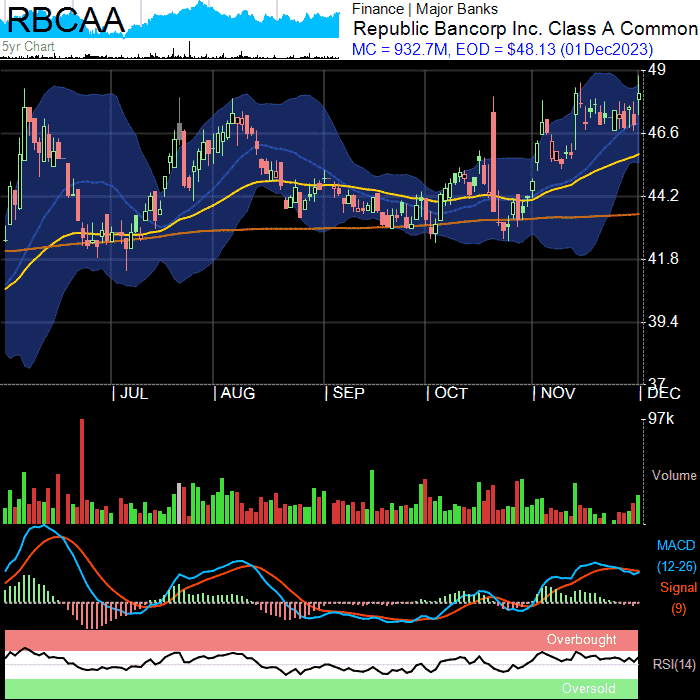 RBCAA
5yr Chart
Finance | Major Banks
Republic Bancorp Inc. Class A Common
MC = 932.7M, EOD = $48.13 (01Dec2023)
49
46.6
44.2
41.8
39.4
37
JUL AUG SEP OCT NOV DEC
97k
Volume
MACD
(12-26)
Signal
(9)
Overbought
RSI(14)
Oversold